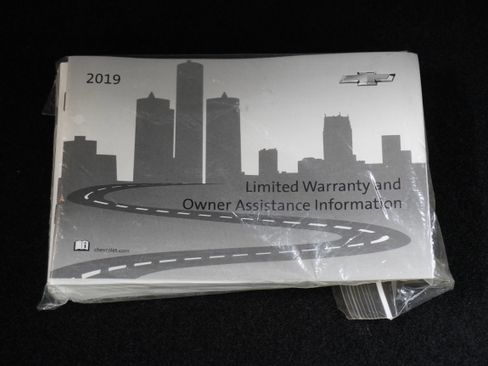 2019
Limited Warranty and
Owner Assistance Information
chevrolet.com